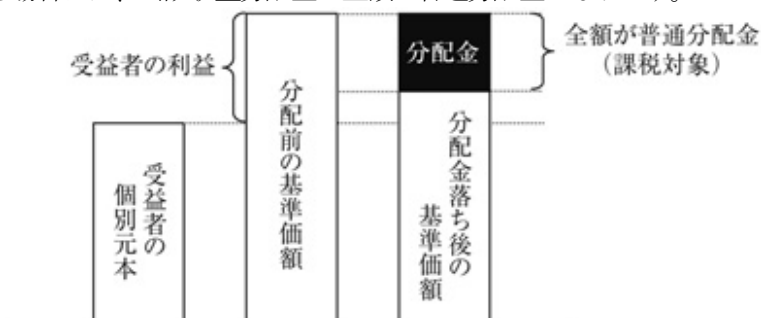 受益者の利益
分配金
全額が普通分配金
(課税対象)
受益者の
個別元本
分配前の基準価額
分配金落ち後の
基準価額